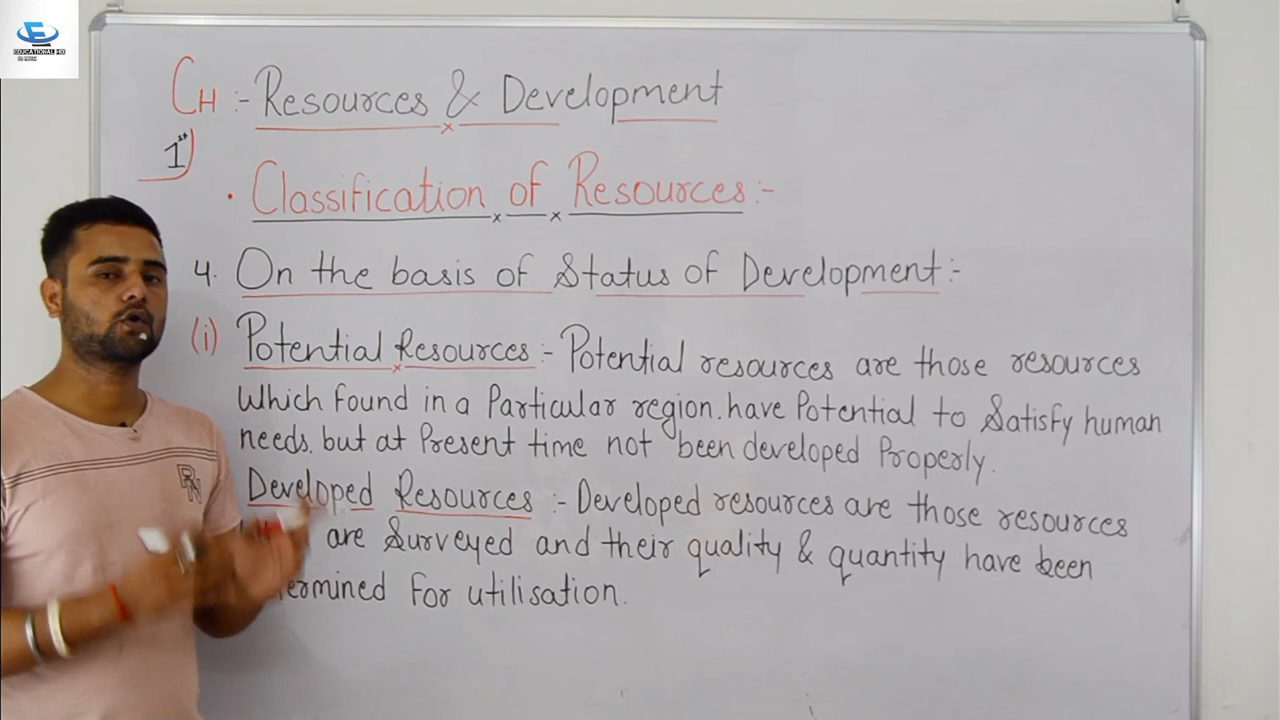 EDUCATIONAL HD
CH :- Resources & Development
1st
. Classification of Resources :-
4. On the basis of Status of Development :-
(i) Potential Resources :- Potential resources are those resources
Which found in a Particular region. have Potential to Satisfy human
needs. but at Present time not been developed Properly.
Developed Resources :- Developed resources are those resources
are Surveyed and their quality & quantity have been
ermined For utilisation.